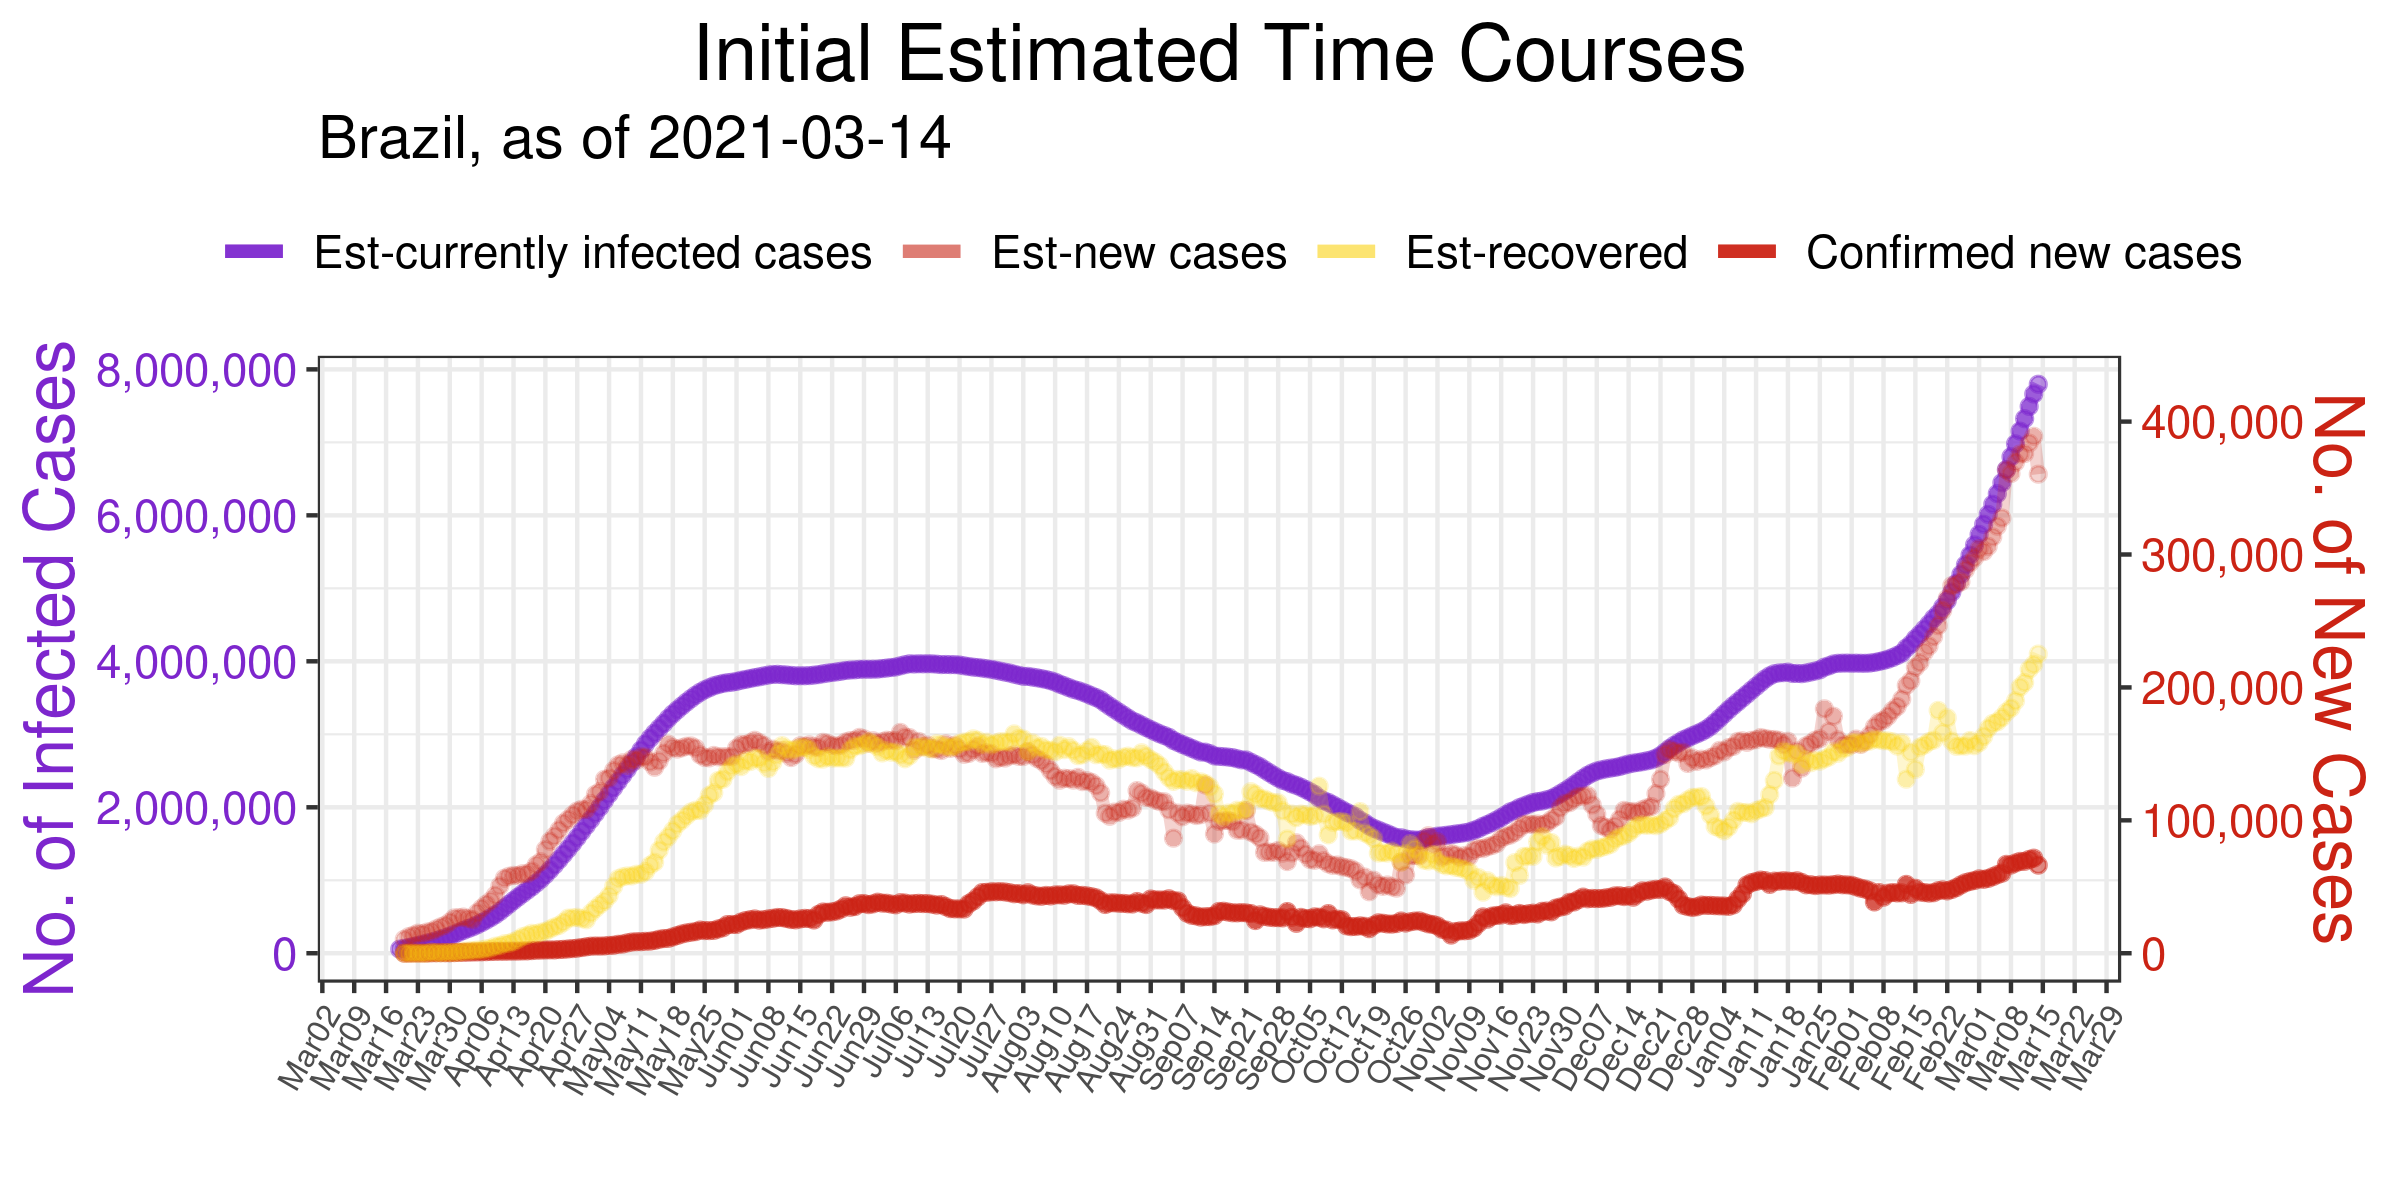 Initial Estimated Time Courses
Brazil, as of 2021-03-14
Est-currently infected cases Est-new cases Est-recovered Confirmed new cases
No. of Infected Cases
8,000,000
6,000,000
4,000,000
2,000,000
0
400,000
300,000
200,000
100,000
0
No. of New Cases
Mar02 Mar09 Mar16 Mar23 Mar30 Apr06 Apr13 Apr20 Apr27 May04 May11 May18 May25 Jun01 Jun08 Jun15 Jun22 Jun29 Jul06 Jul13 Jul20 Jul27 Aug03 Aug10 Aug17 Aug24 Aug31 Sep07 Sep14 Sep21 Sep28 Oct05 Oct12 Oct19 Oct26 Nov02 Nov09 Nov16 Nov23 Nov30 Dec07 Dec14 Dec21 Dec28 Jan04 Jan11 Jan18 Jan25 Feb01 Feb08 Feb15 Feb22 Mar01 Mar08 Mar15 Mar22 Mar29